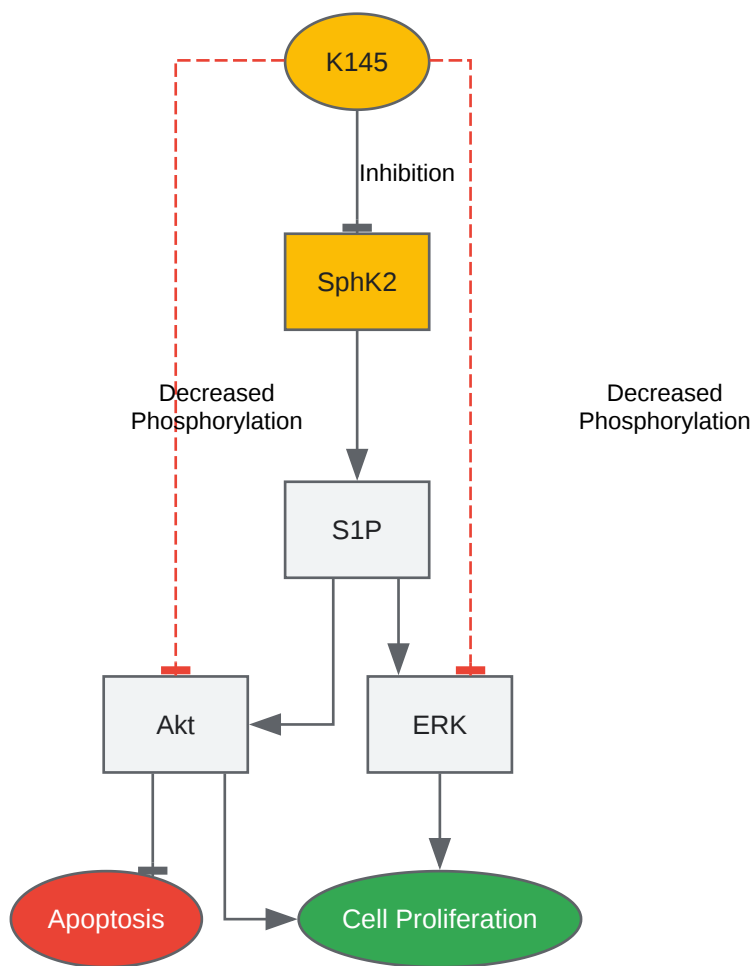 K145
Inhibition
SphK2
Decreased
Phosphorylation
Decreased
Phosphorylation
S1P
Akt
ERK
Apoptosis
Cell Proliferation